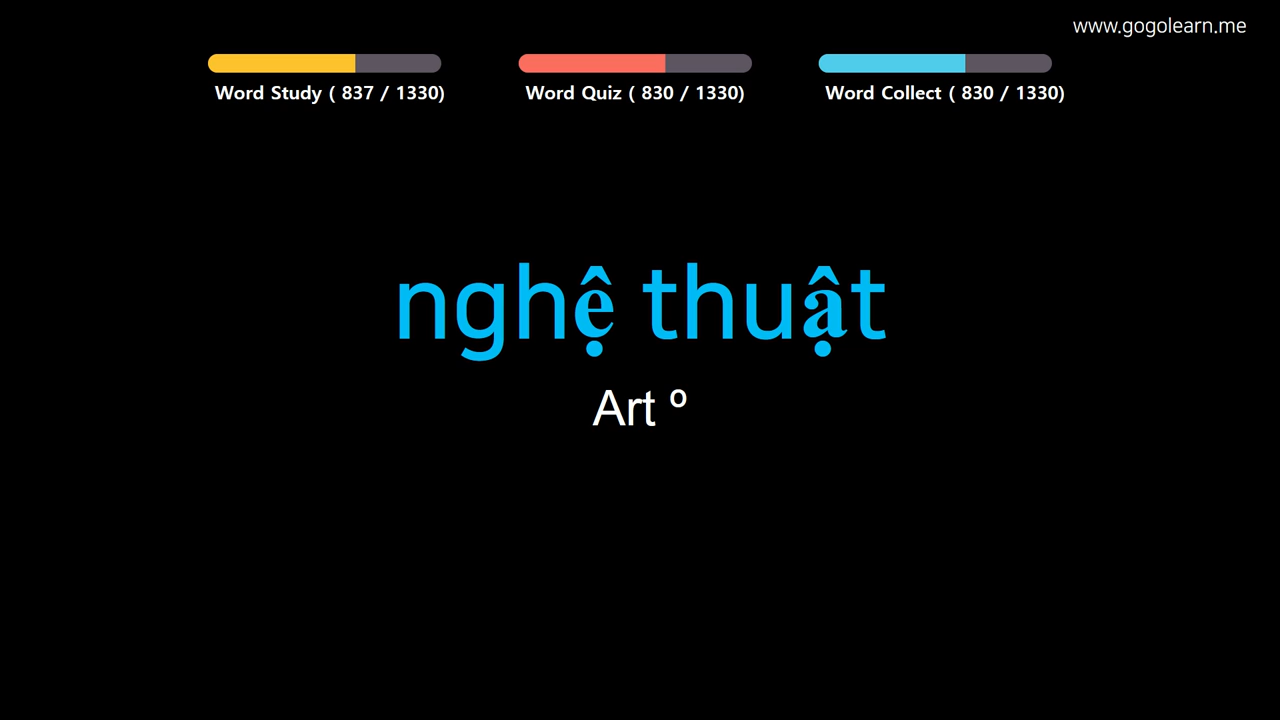 www.gogolearn.me
Word Study ( 837 / 1330)
Word Quiz ( 830 / 1330)
Word Collect ( 830 / 1330)
nghệ thuật
Art º